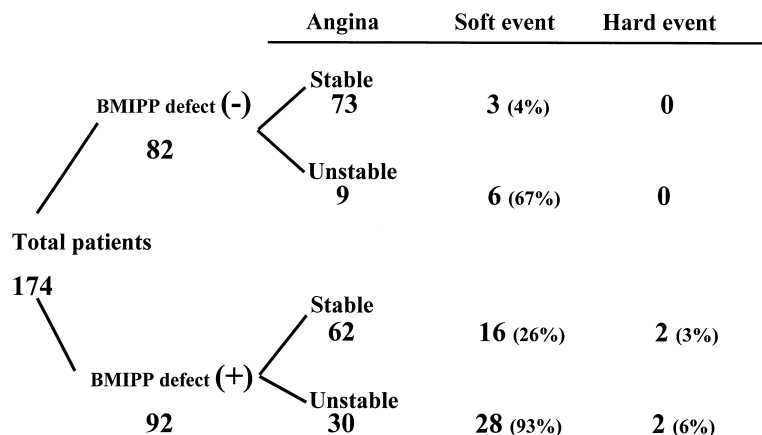 Angina Soft event Hard event
Stable
BMIPP defect (-) 73 3 (4%) 0
82
Unstable
9 6 (67%) 0
Total patients
174
Stable
62 16 (26%) 2 (3%)
BMIPP defect (+)
Unstable
92 30 28 (93%) 2 (6%)